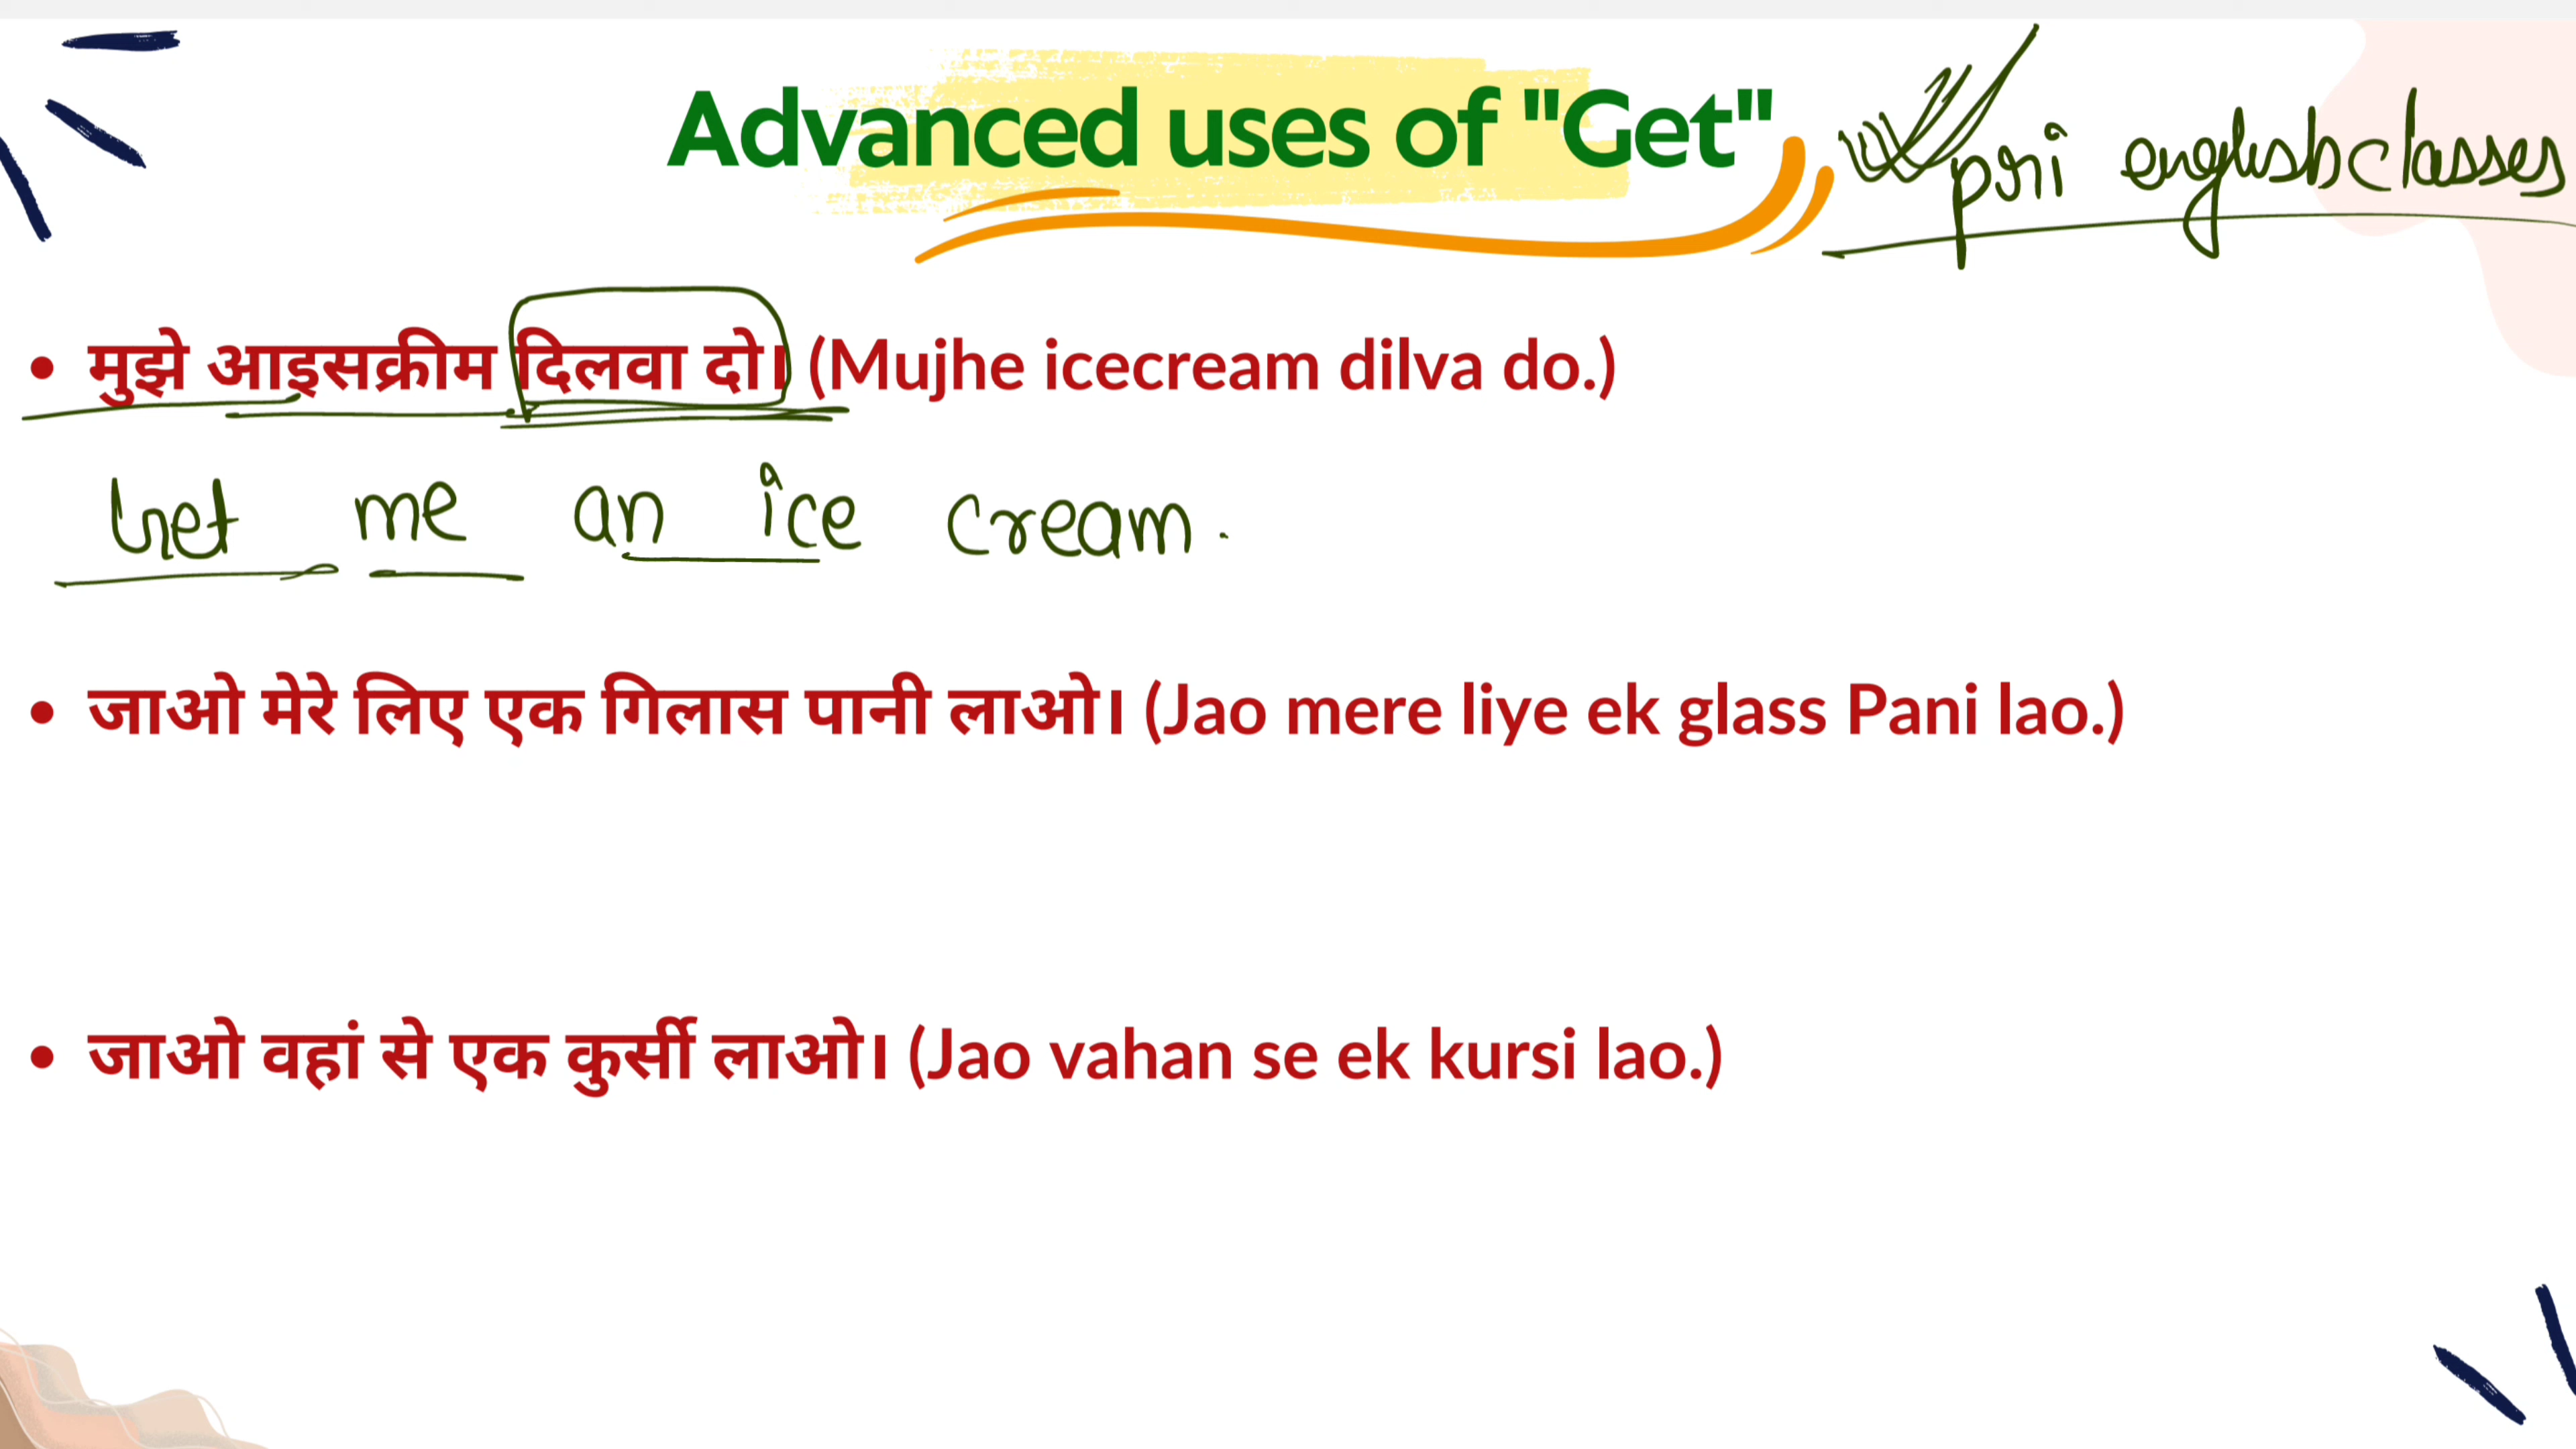 Advanced uses of "Get"
pri englishclasses
• मुझे आइसक्रीम दिलवा दो। (Mujhe icecream dilva do.)
Get me an ice cream.
• जाओ मेरे लिए एक गिलास पानी लाओ। (Jao mere liye ek glass Pani lao.)
• जाओ वहां से एक कुर्सी लाओ। (Jao vahan se ek kursi lao.)